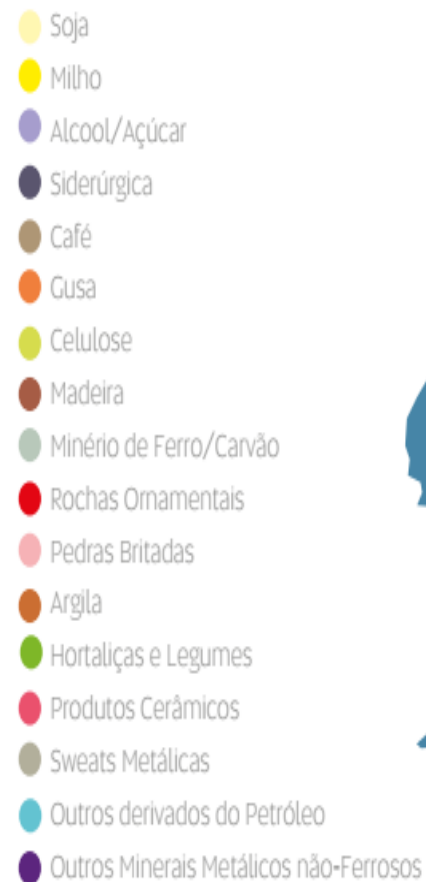 Soja
Milho
Alcool/Açúcar
Siderúrgica
Café
Gusa
Celulose
Madeira
Minério de Ferro/Carvão
Rochas Ornamentais
Pedras Britadas
Argila
Hortaliças e Legumes
Produtos Cerâmicos
Sweats Metálicas
Outros derivados do Petróleo
Outros Minerais Metálicos não-Ferrosos